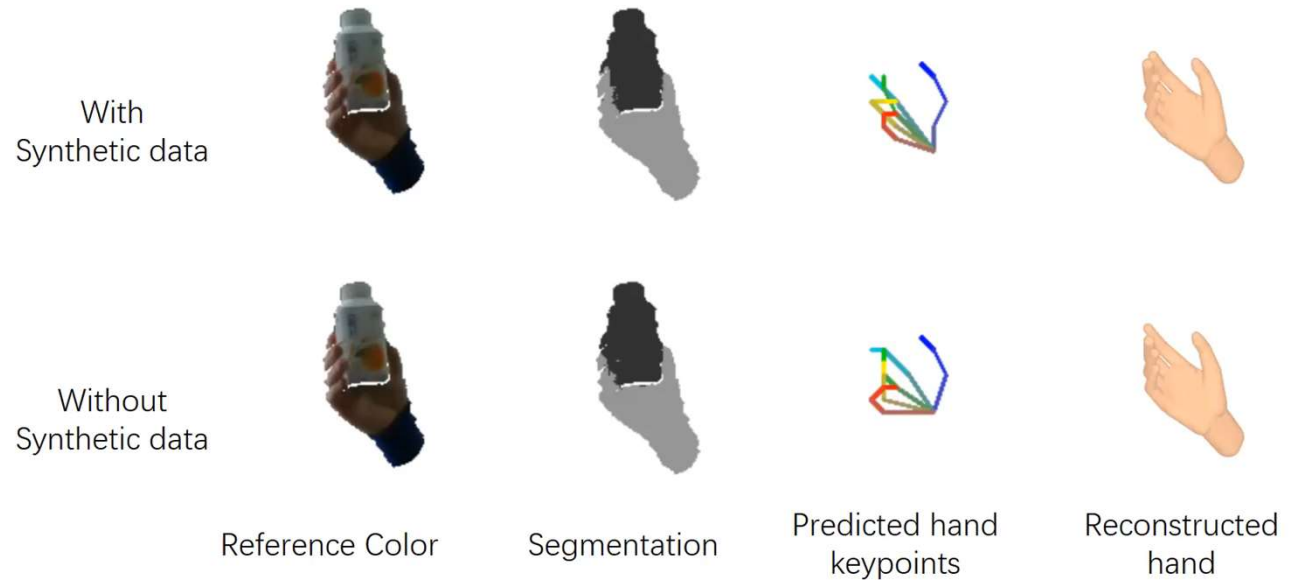 With
Synthetic data
Without
Synthetic data
Reference Color
Segmentation
Predicted hand
keypoints
Reconstructed
hand